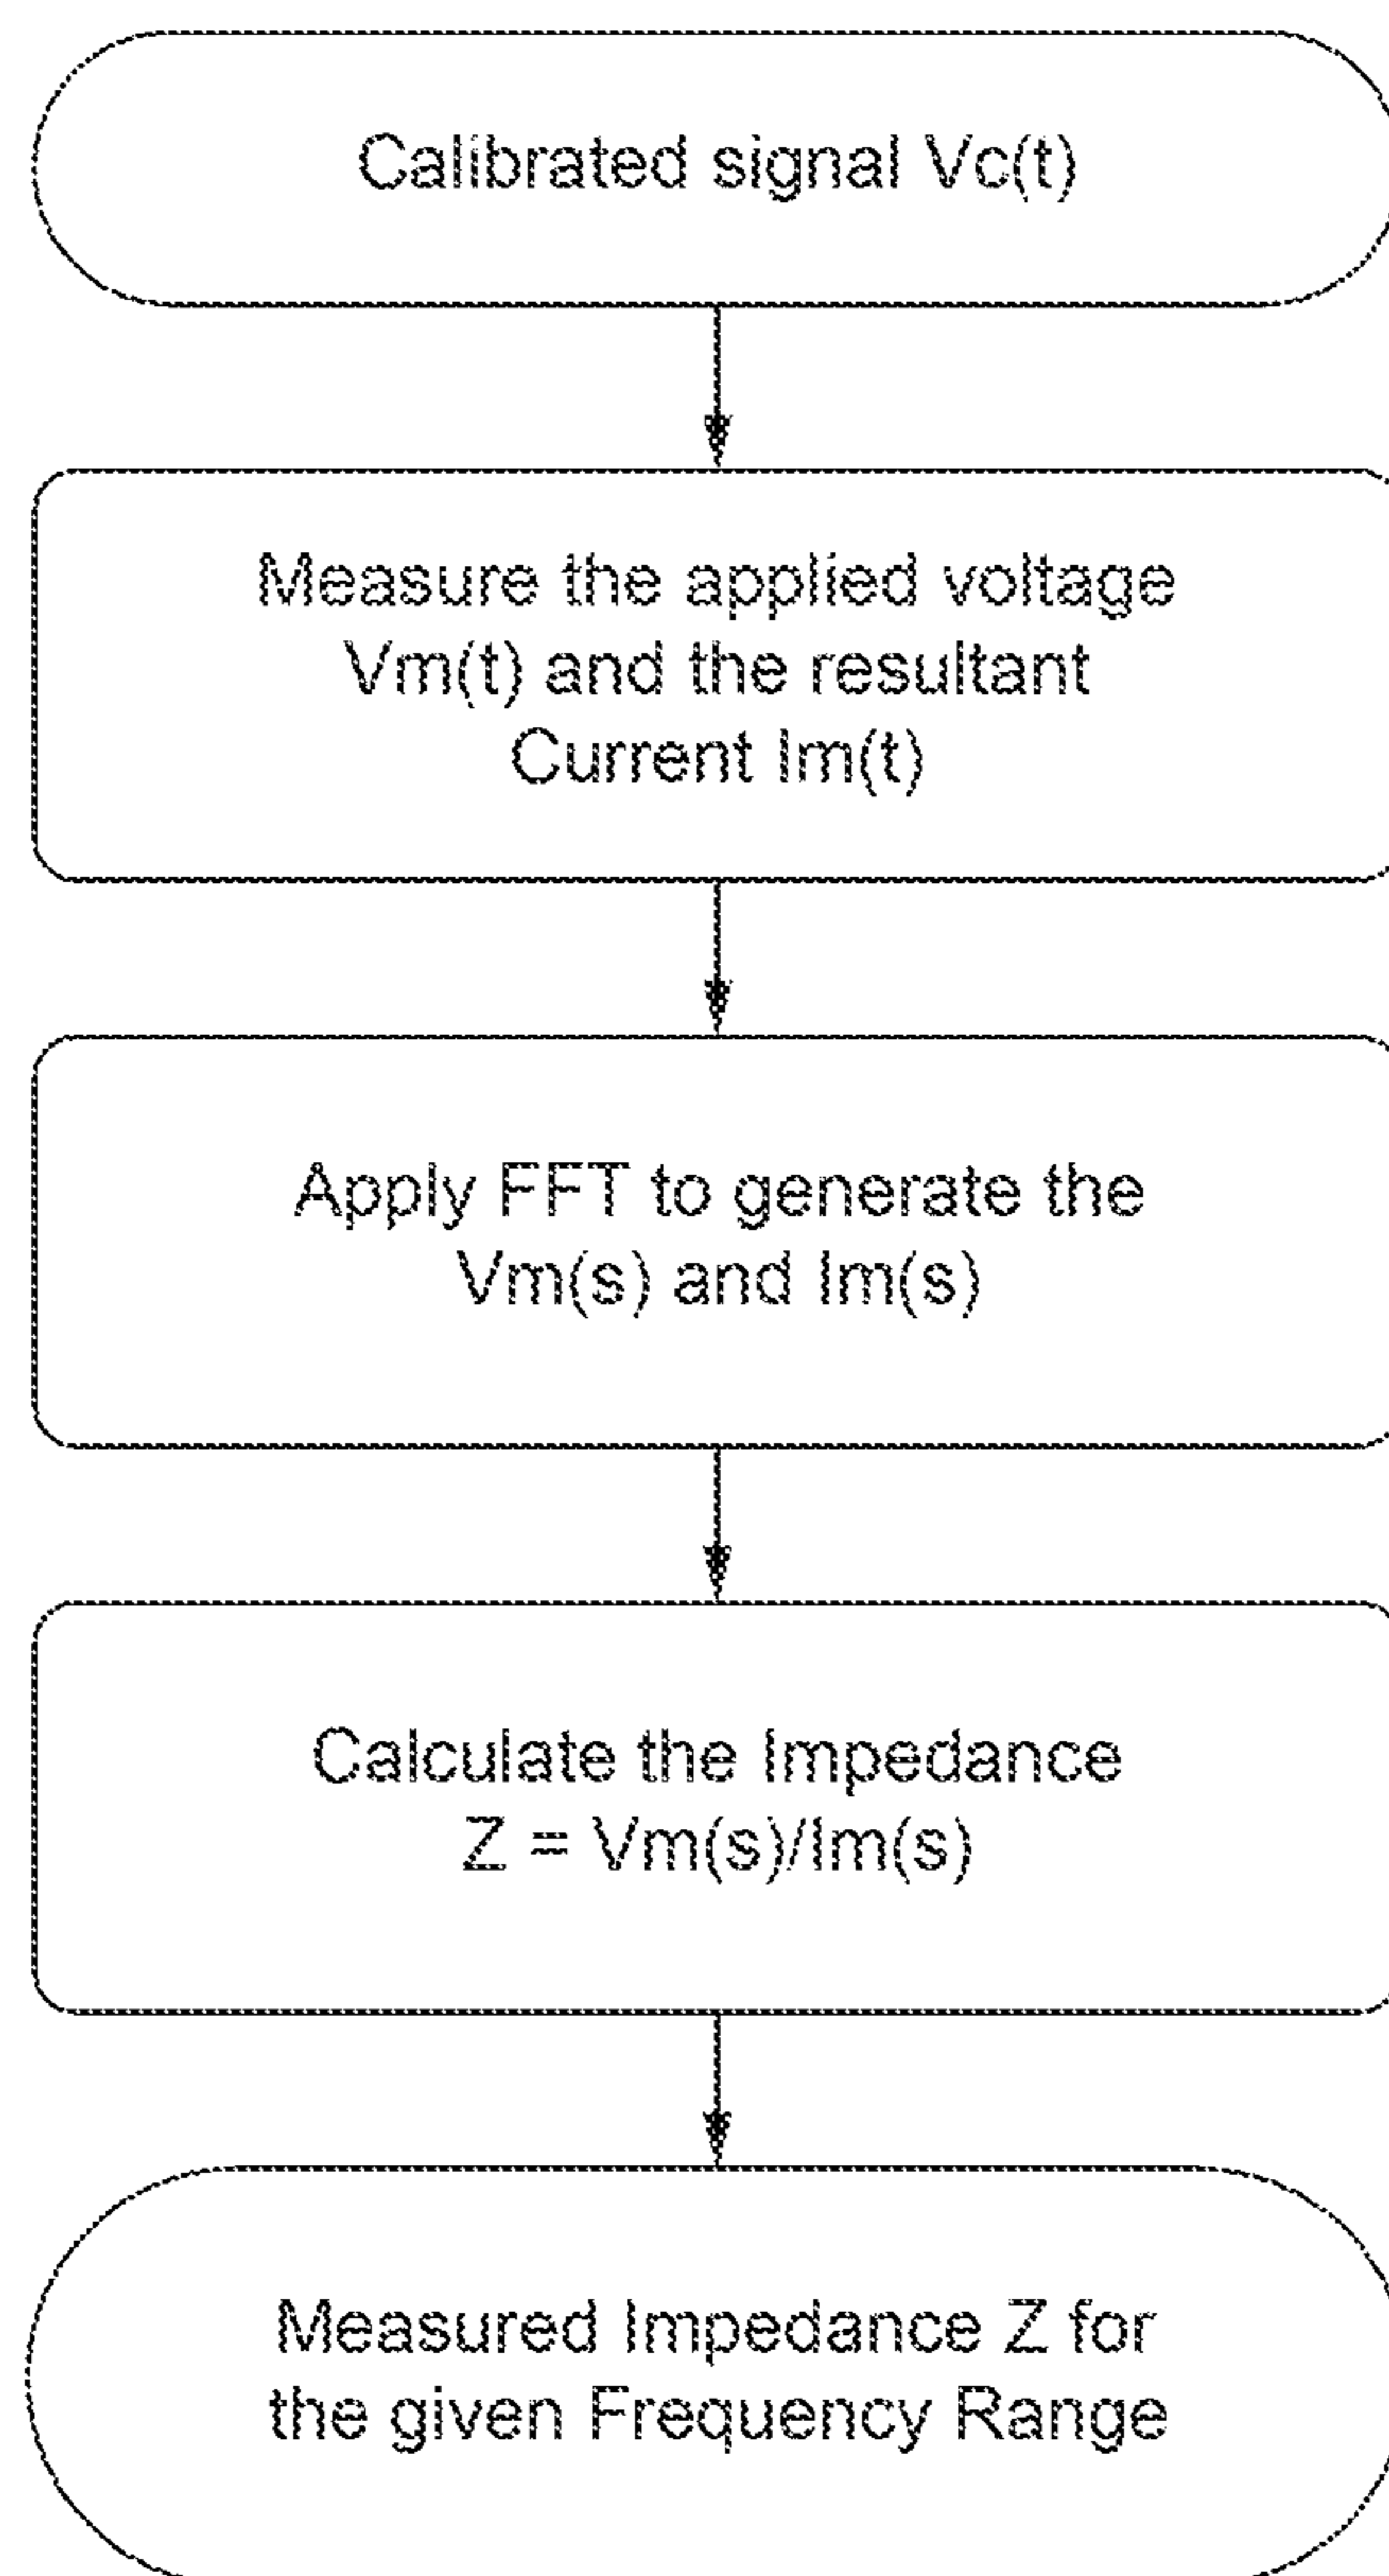 Calibrated signal Vc(t)
Measure the applied voltage
Vm(t) and the resultant
Current Im(t)
Apply FFT to generate the
Vm(s) and Im(s)
Calculate the Impedance
Z = Vm(s)/Im(s)
Measured Impedance Z for
the given Frequency Range